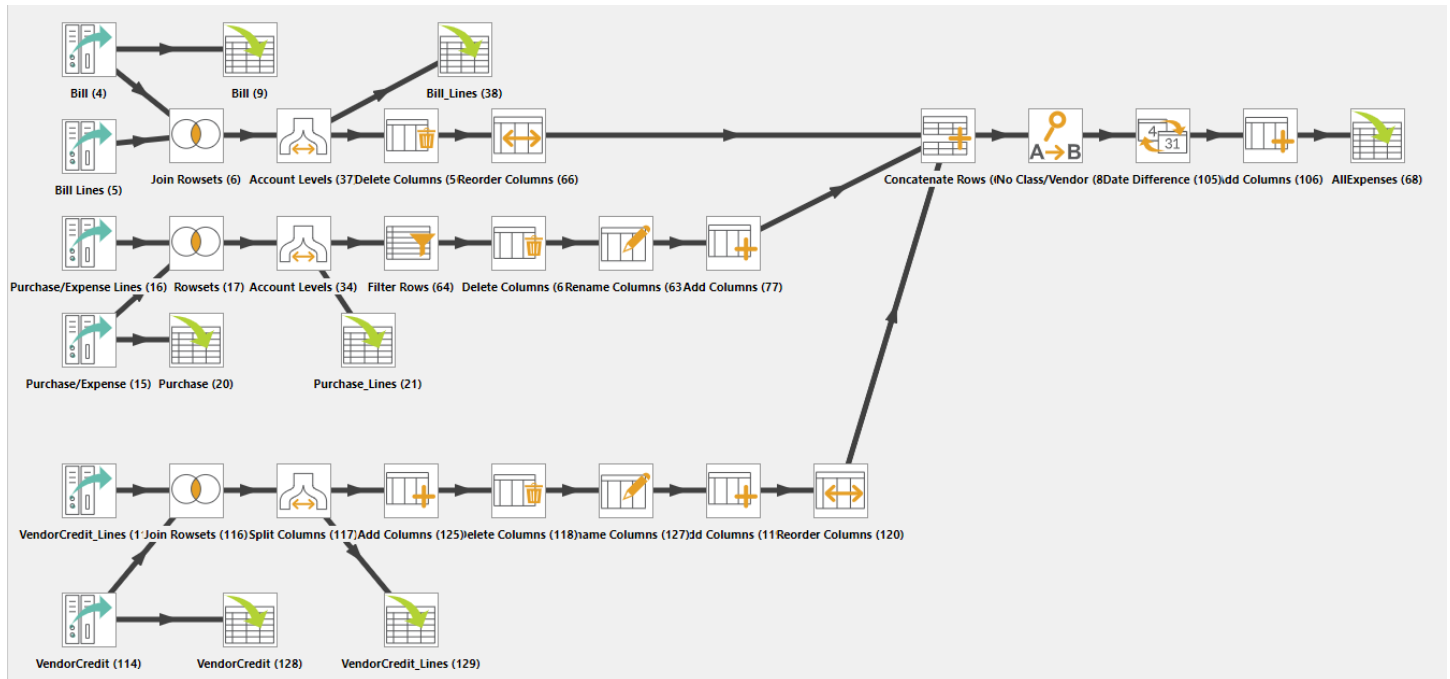 Bill (4)
Bill (9)
Bill_Lines (38)
Bill Lines (5)
Join Rowsets (6)
Account Levels (37)
Delete Columns (5
Reorder Columns (66)
Concatenate Rows (
No Class/Vendor (8
Date Difference (105)
dd Columns (106)
AllExpenses (68)
A→B
4
31
Purchase/Expense Lines (16)
Rowsets (17)
Account Levels (34)
Filter Rows (64)
Delete Columns (6
Rename Columns (63
Add Columns (77)
Purchase/Expense (15)
Purchase (20)
Purchase_Lines (21)
VendorCredit_Lines (1
Join Rowsets (116)
Split Columns (117)
Add Columns (125)
elete Columns (118)
name Columns (127)
dd Columns (11
Reorder Columns (120)
VendorCredit (114)
VendorCredit (128)
VendorCredit_Lines (129)